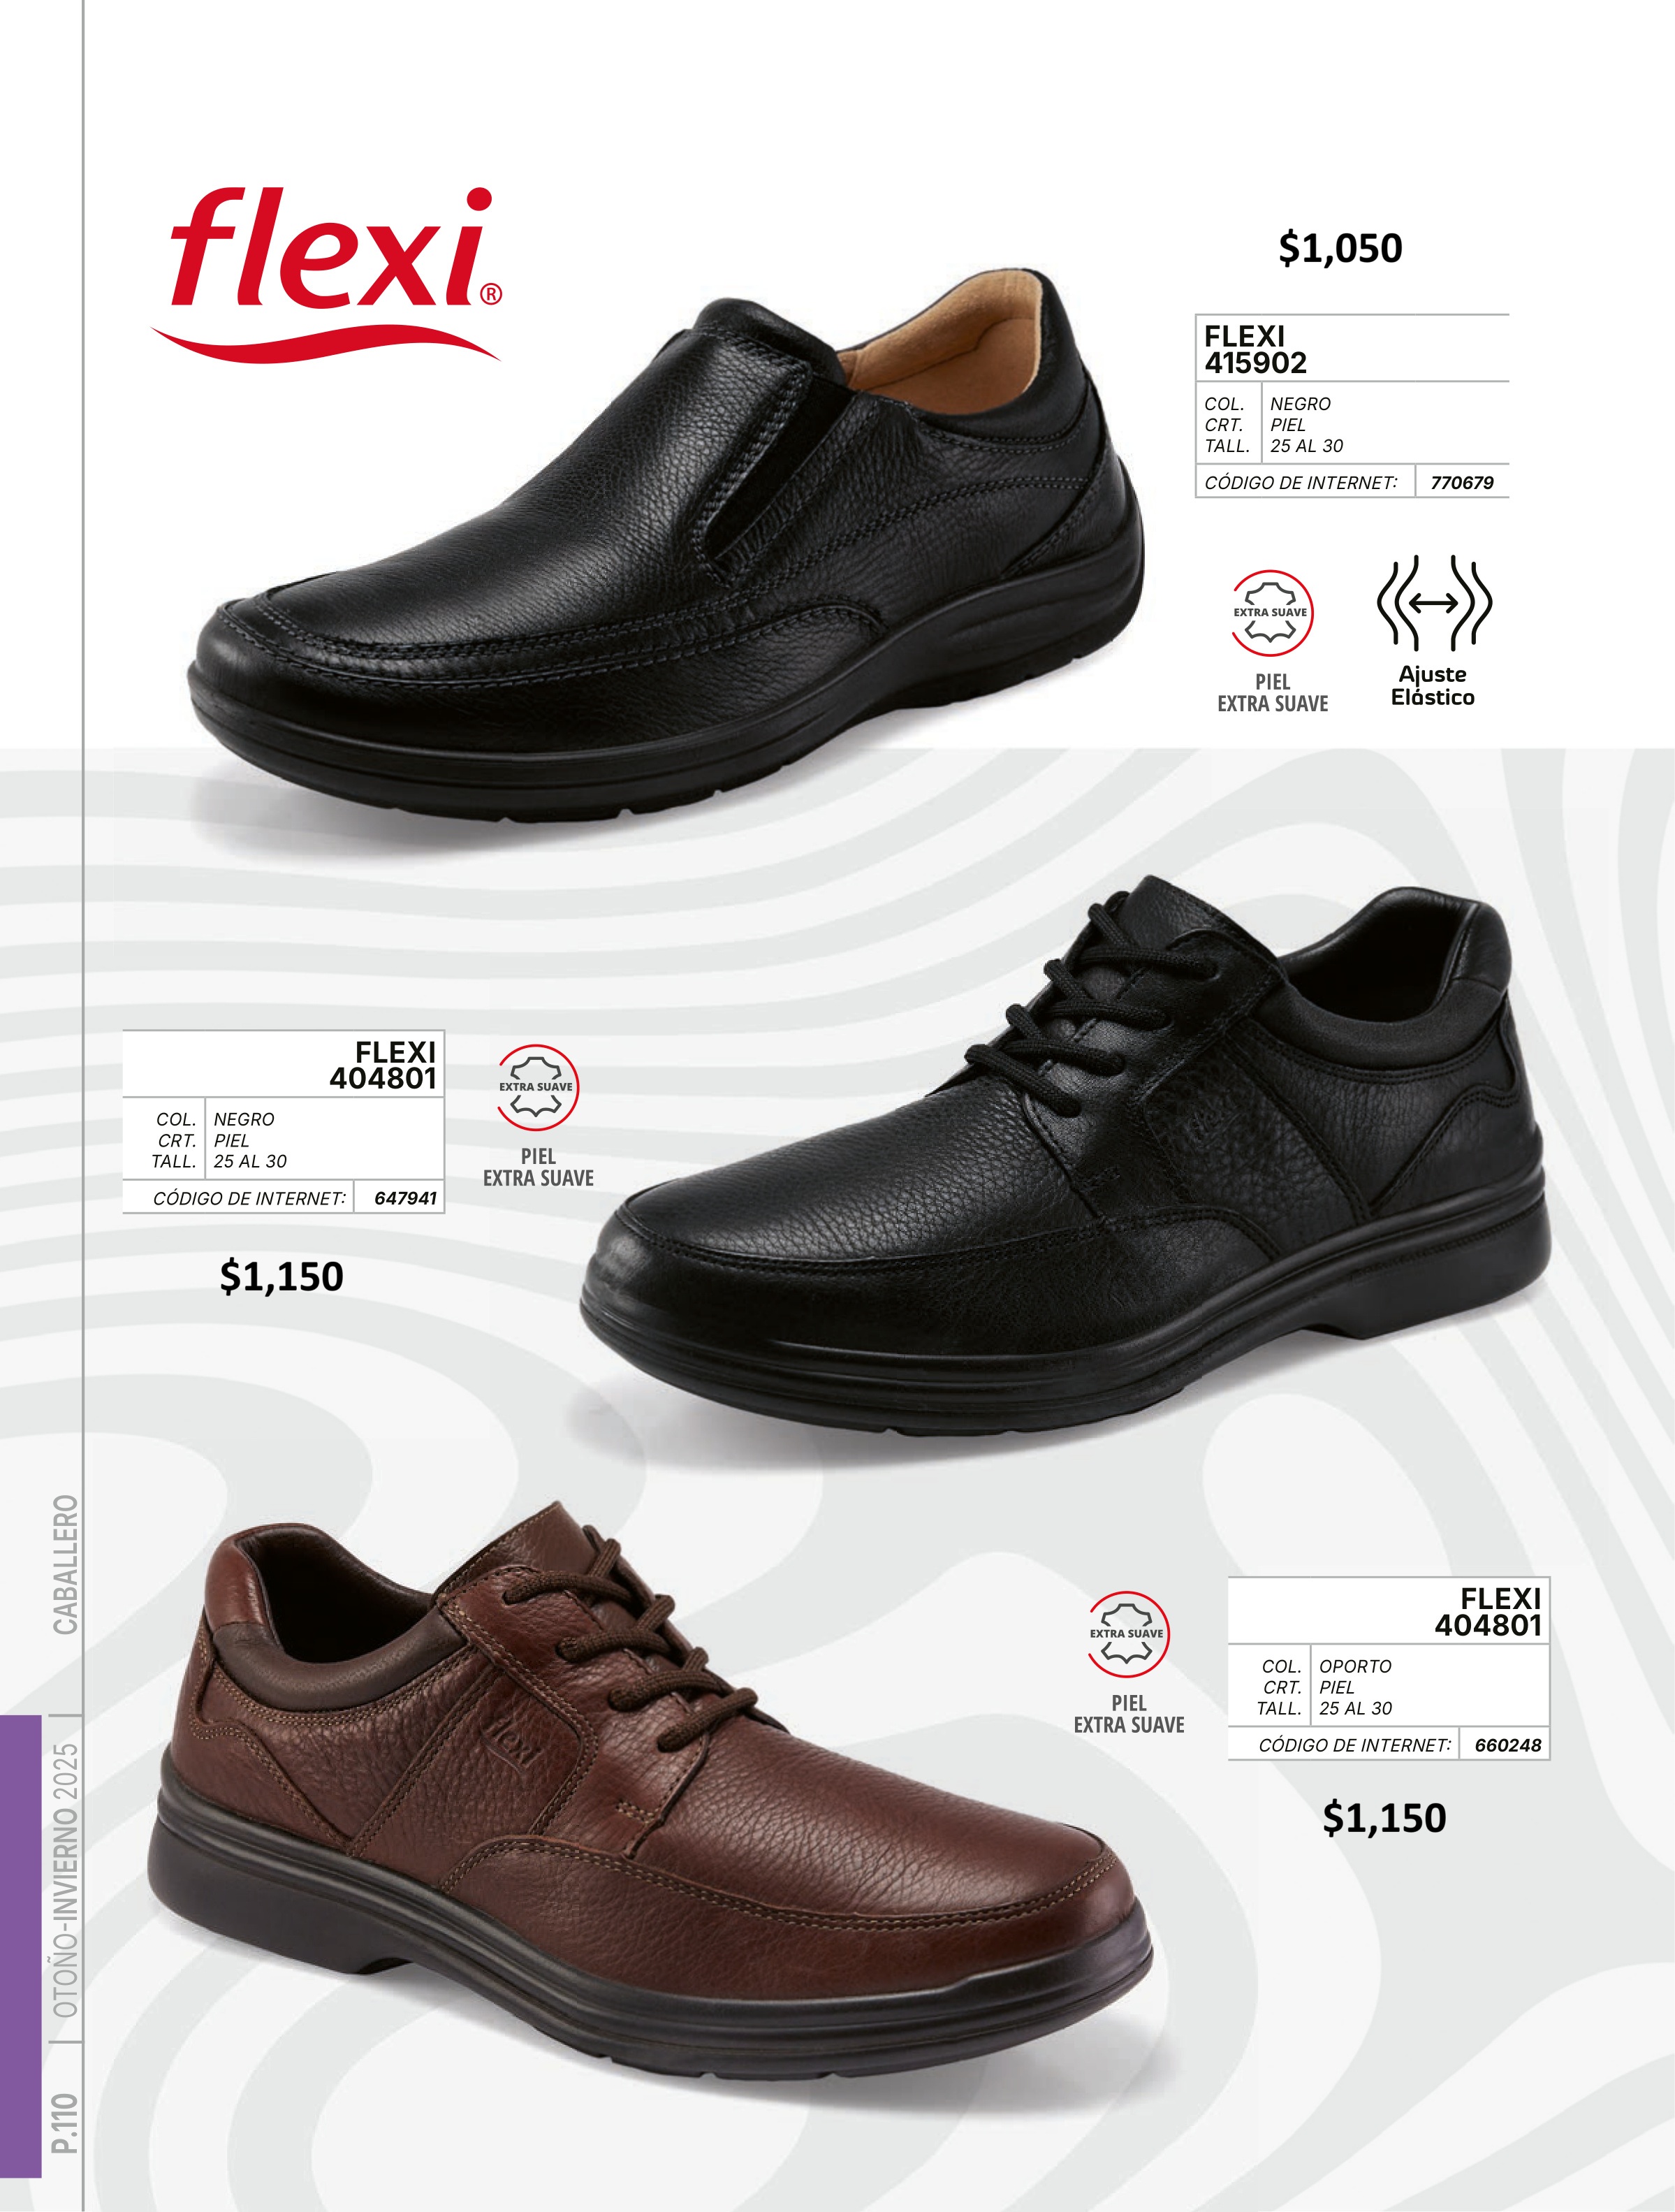 flexi®
$1,050
FLEXI
415902
COL. NEGRO
CRT. PIEL
TALL. 25 AL 30
CÓDIGO DE INTERNET: 770679
EXTRA SUAVE
PIEL
EXTRA SUAVE
Ajuste
Elástico
FLEXI
404801
COL. NEGRO
CRT. PIEL
TALL. 25 AL 30
CÓDIGO DE INTERNET: 647941
EXTRA SUAVE
PIEL
EXTRA SUAVE
$1,150
flexi
EXTRA SUAVE
PIEL
EXTRA SUAVE
FLEXI
404801
COL. OPORTO
CRT. PIEL
TALL. 25 AL 30
CÓDIGO DE INTERNET: 660248
$1,150
P.110 | OTOÑO-INVIERNO 2025 | CABALLERO